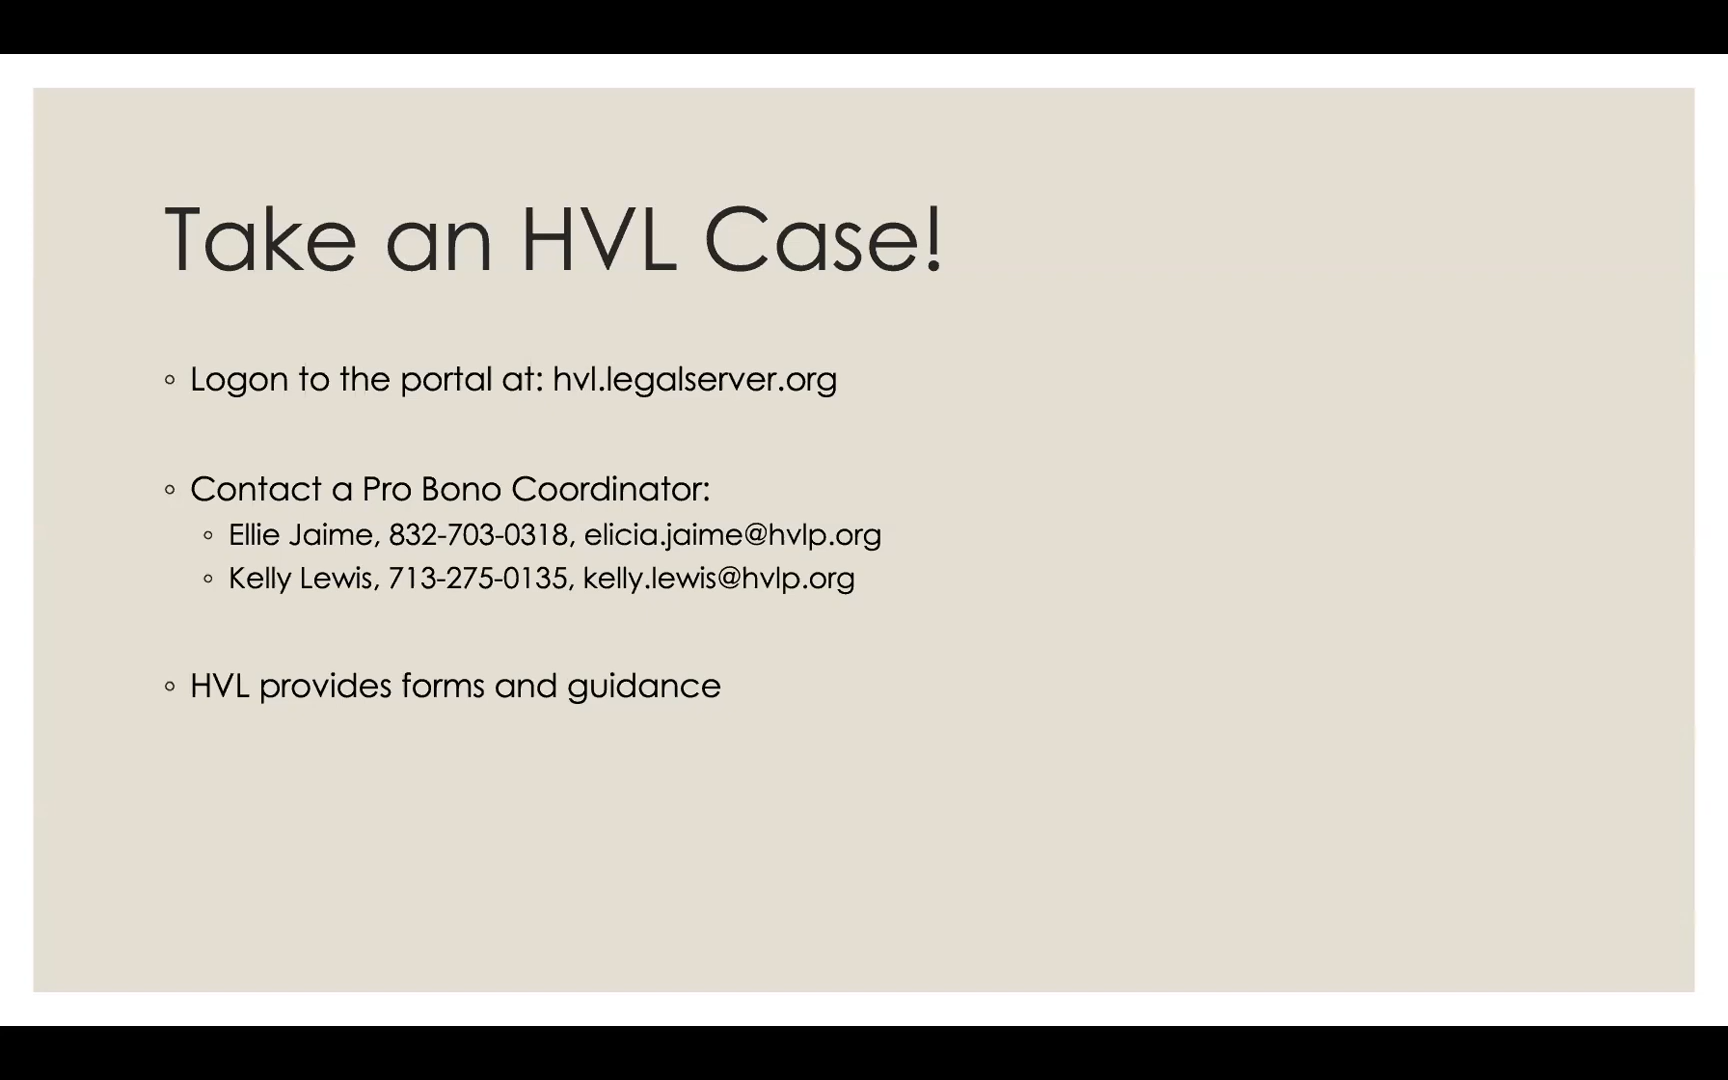 Take an HVL Case!
◦ Logon to the portal at: hvl.legalserver.org
◦ Contact a Pro Bono Coordinator:
◦ Ellie Jaime, 832-703-0318, elicia.jaime@hvlp.org
◦ Kelly Lewis, 713-275-0135, kelly.lewis@hvlp.org
◦ HVL provides forms and guidance